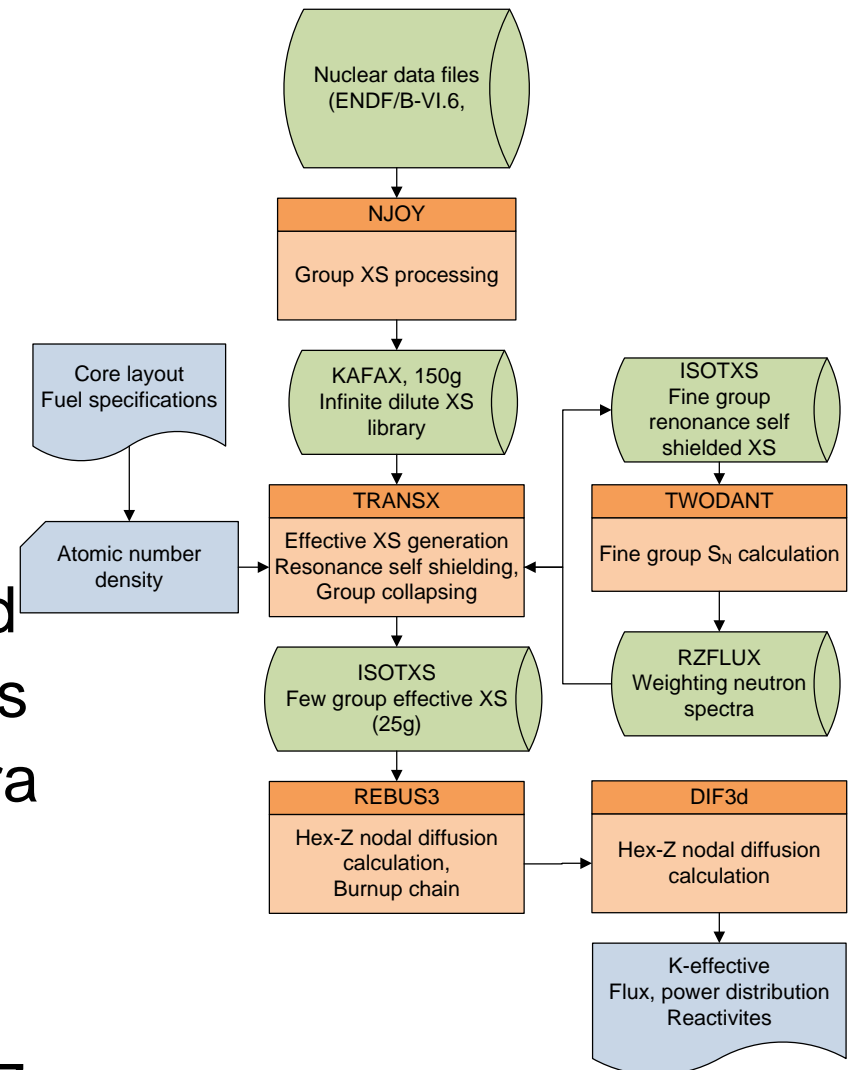 Nuclear data files
(ENDF/B-VI.6,
NJOY
Group XS processing
Core layout
Fuel specifications
KAFAX, 150g
Infinite dilute XS
library
ISOTXS
Fine group
renonance self
shielded XS
Atomic number
density
TRANSX
Effective XS generation
Resonance self shielding,
Group collapsing
TWODANT
Fine group SN calculation
ISOTXS
Few group effective XS
(25g)
RZFLUX
Weighting neutron
spectra
REBUS3
Hex-Z nodal diffusion
calculation,
Burnup chain
DIF3d
Hex-Z nodal diffusion
calculation
K-effective
Flux, power distribution
Reactivites